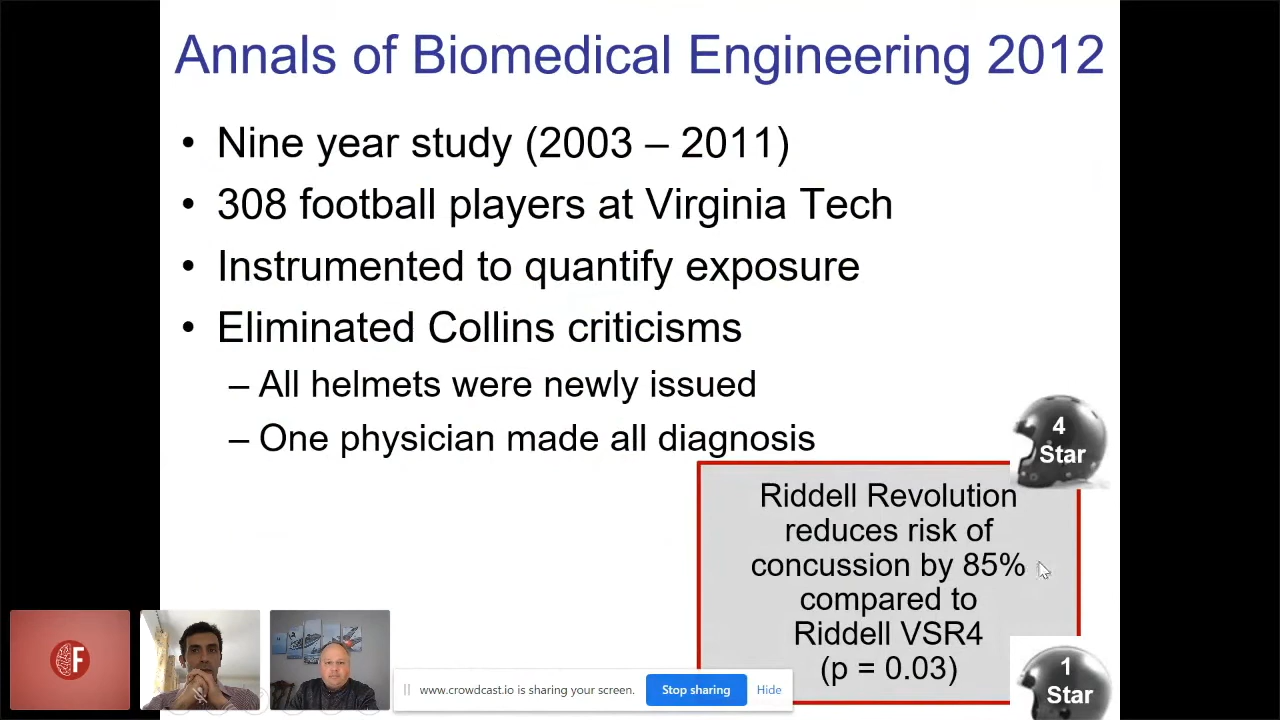 Annals of Biomedical Engineering 2012
• Nine year study (2003 – 2011)
• 308 football players at Virginia Tech
• Instrumented to quantify exposure
• Eliminated Collins criticisms
– All helmets were newly issued
– One physician made all diagnosis
4
Star
Riddell Revolution
reduces risk of
concussion by 85%
compared to
Riddell VSR4
(p = 0.03)
1
Star
F
www.crowdcast.io is sharing your screen.
Stop sharing
Hide